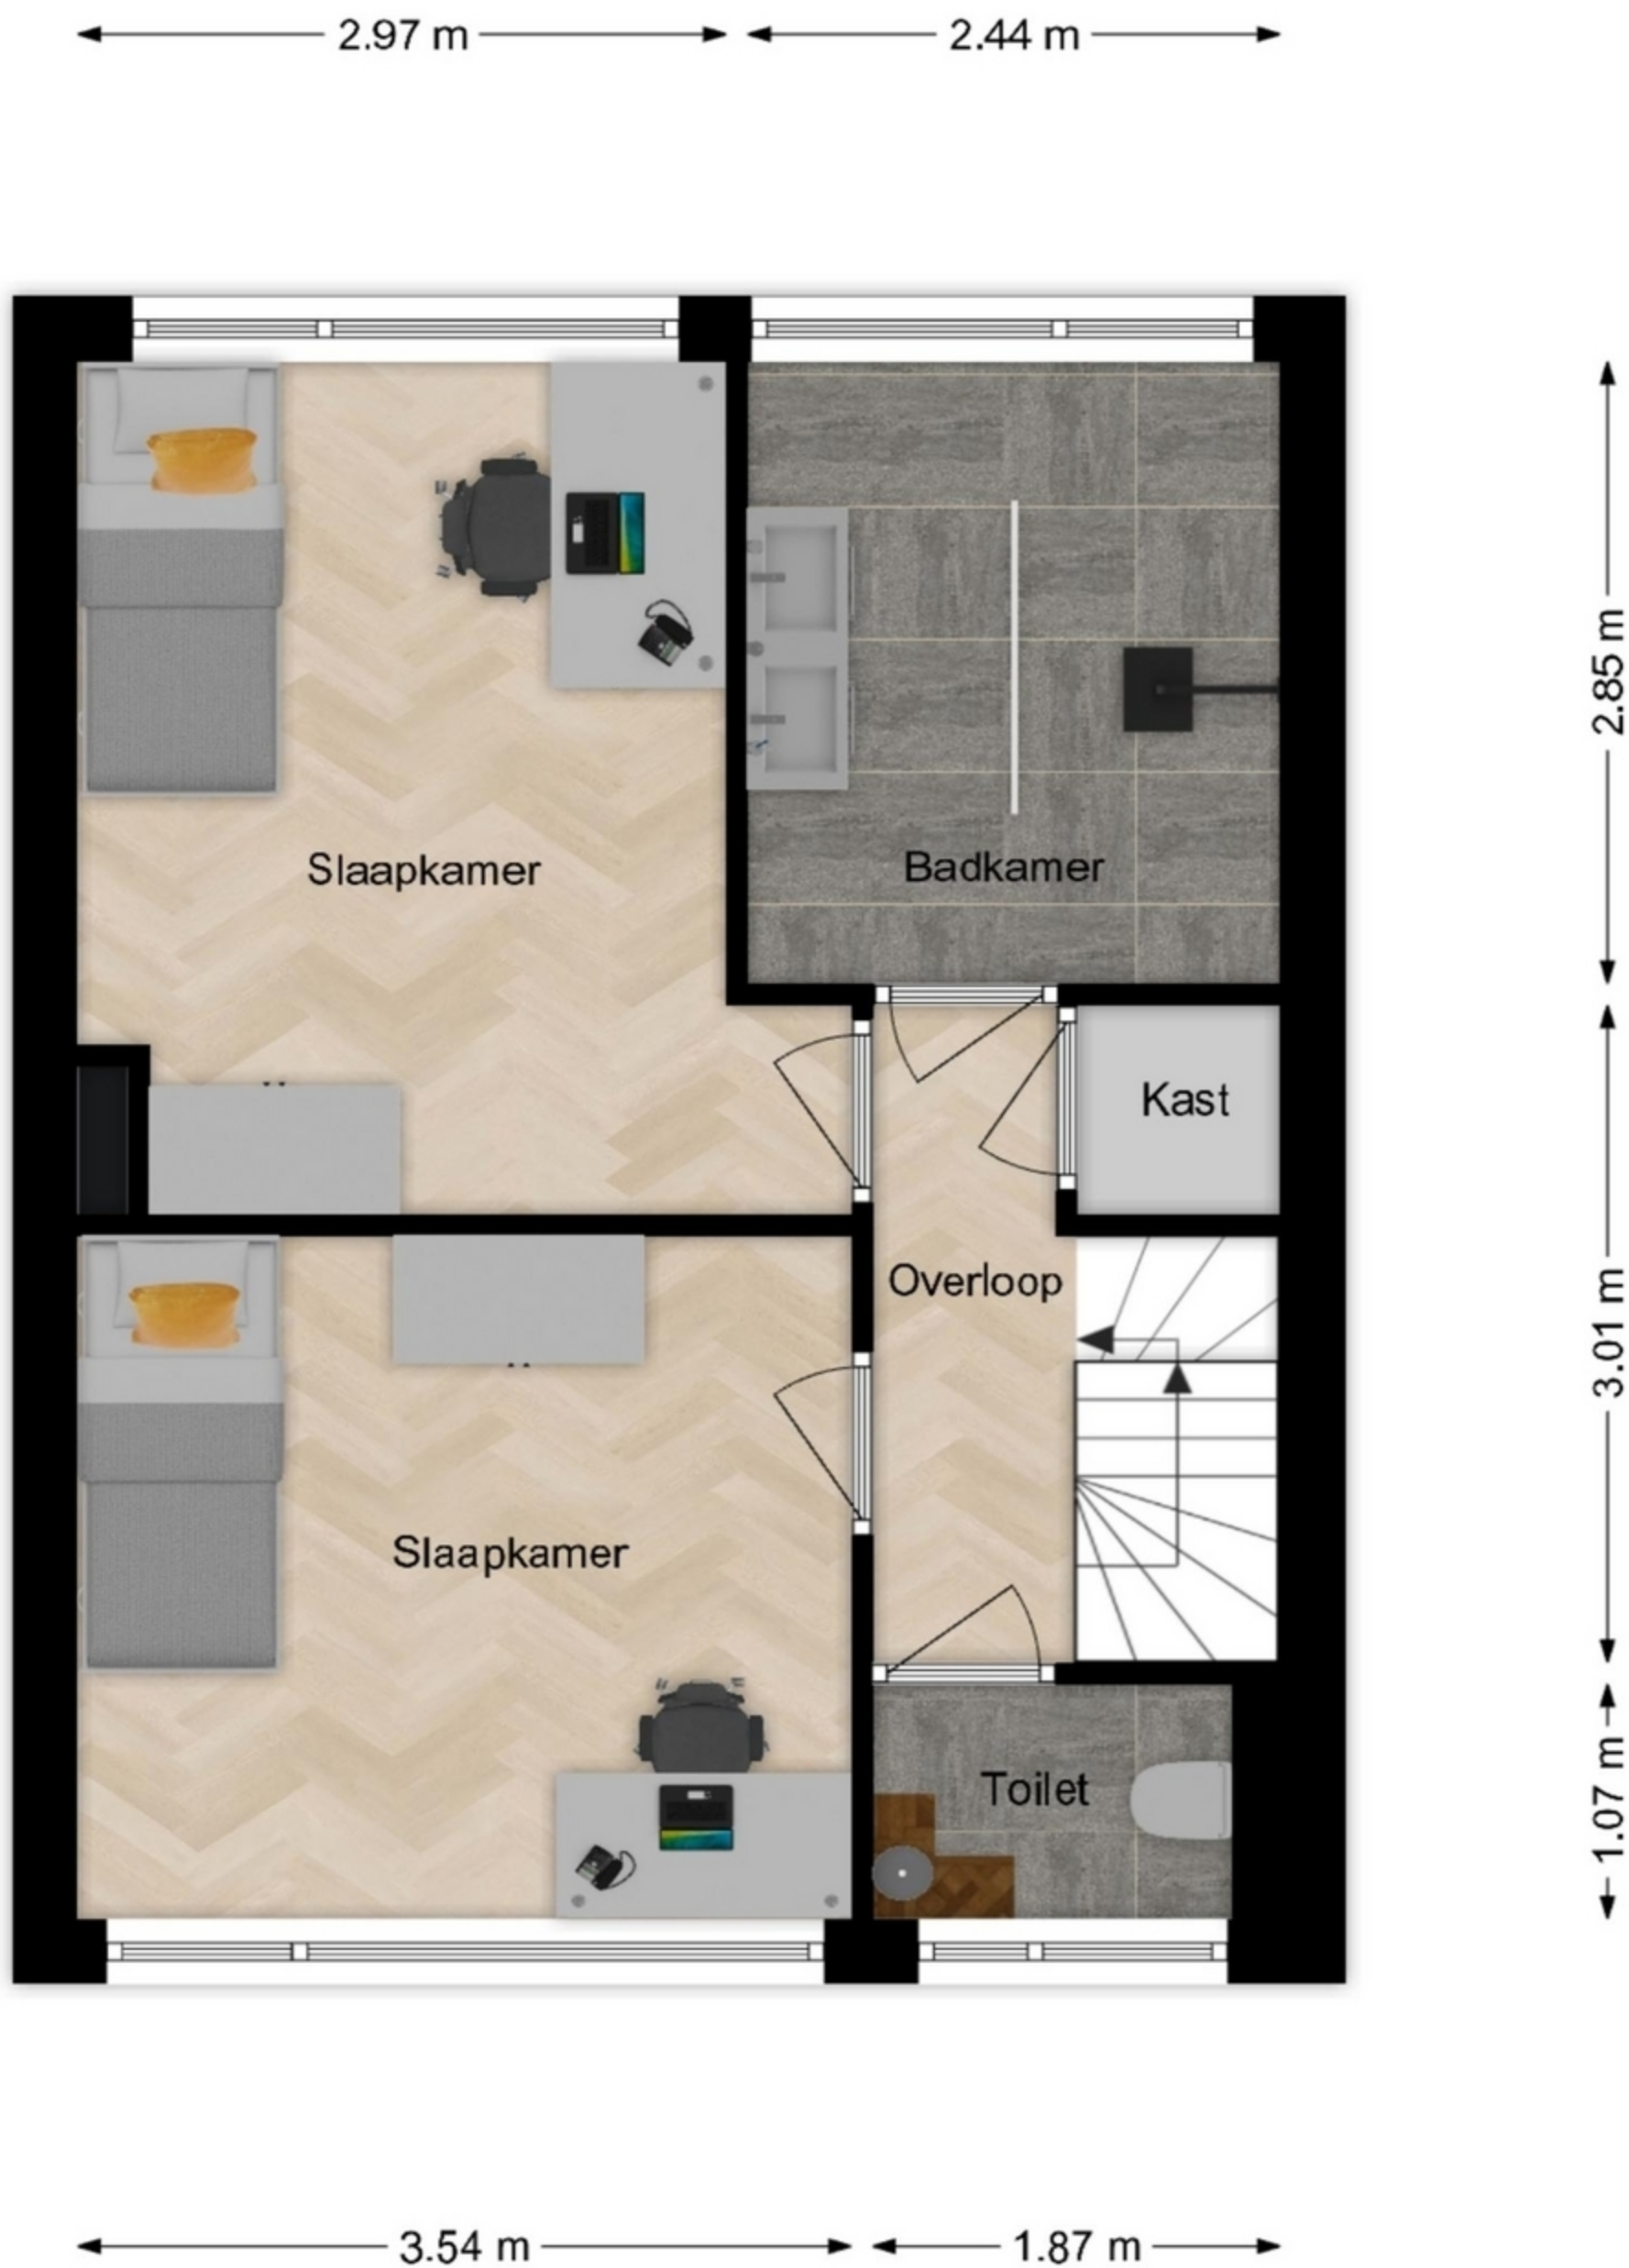 2.97 m
2.44 m
2.85 m
Slaapkamer
Badkamer
Kast
Overloop
3.01 m
Slaapkamer
Toilet
1.07 m
3.54 m
1.87 m